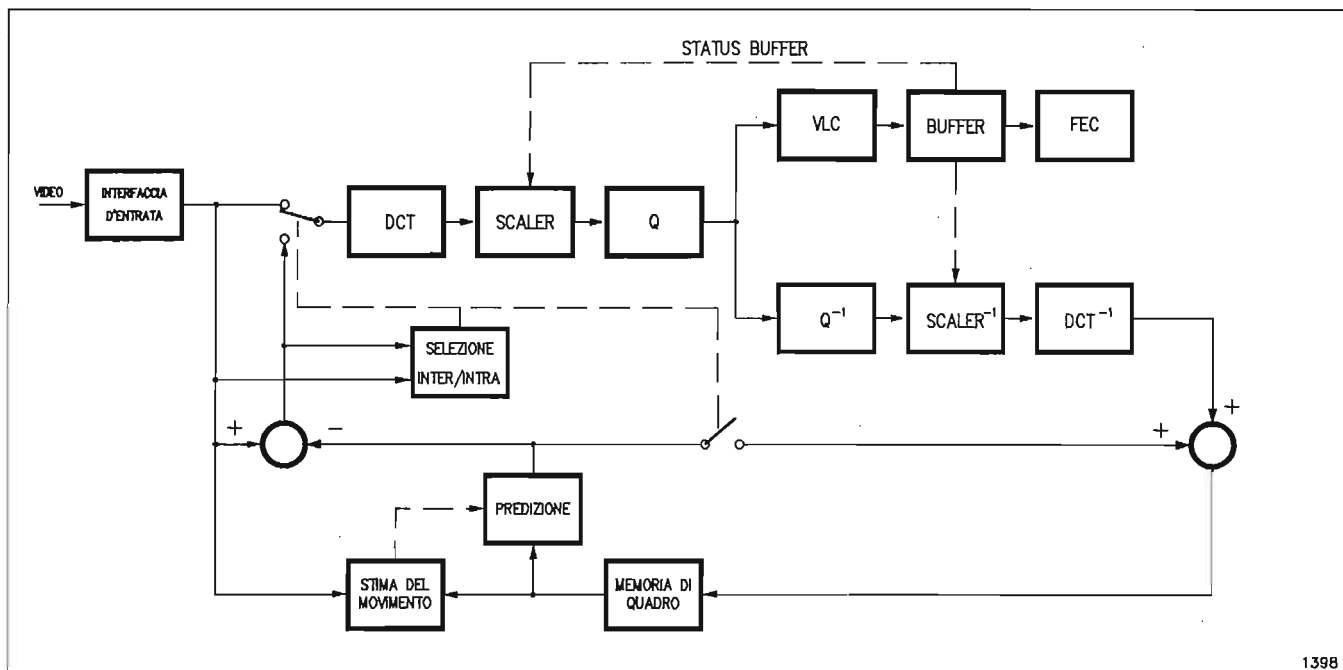 STATUS BUFFER
VLC
BUFFER
FEC
VIDEO
INTERFACCIA
D'ENTRATA
DCT
SCALER
Q
Q⁻¹
SCALER⁻¹
DCT⁻¹
SELEZIONE
INTER/INTRA
+
+
−
+
PREDIZIONE
STIMA DEL
MOVIMENTO
MEMORIA DI
QUADRO
1398